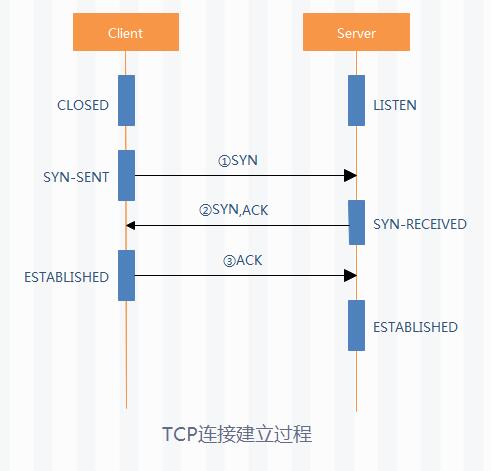 Client
Server
CLOSED
LISTEN
①SYN
SYN-SENT
②SYN,ACK
SYN-RECEIVED
③ACK
ESTABLISHED
ESTABLISHED
TCP连接建立过程